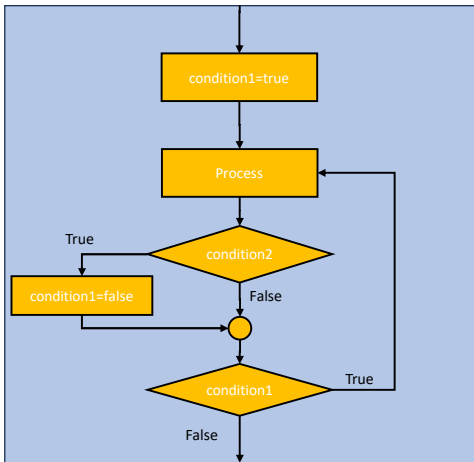 condition1=true
Process
True
condition2
condition1=false
False
condition1
True
False